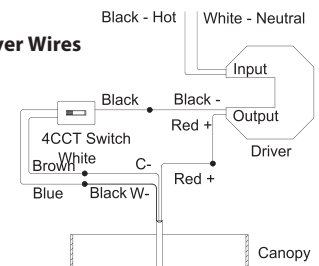 Black - Hot White - Neutral
ver Wires
Input
Black Black -
Output
Red +
4CCT Switch
Driver
White
Brown C-
Red +
Blue Black W-
Canopy